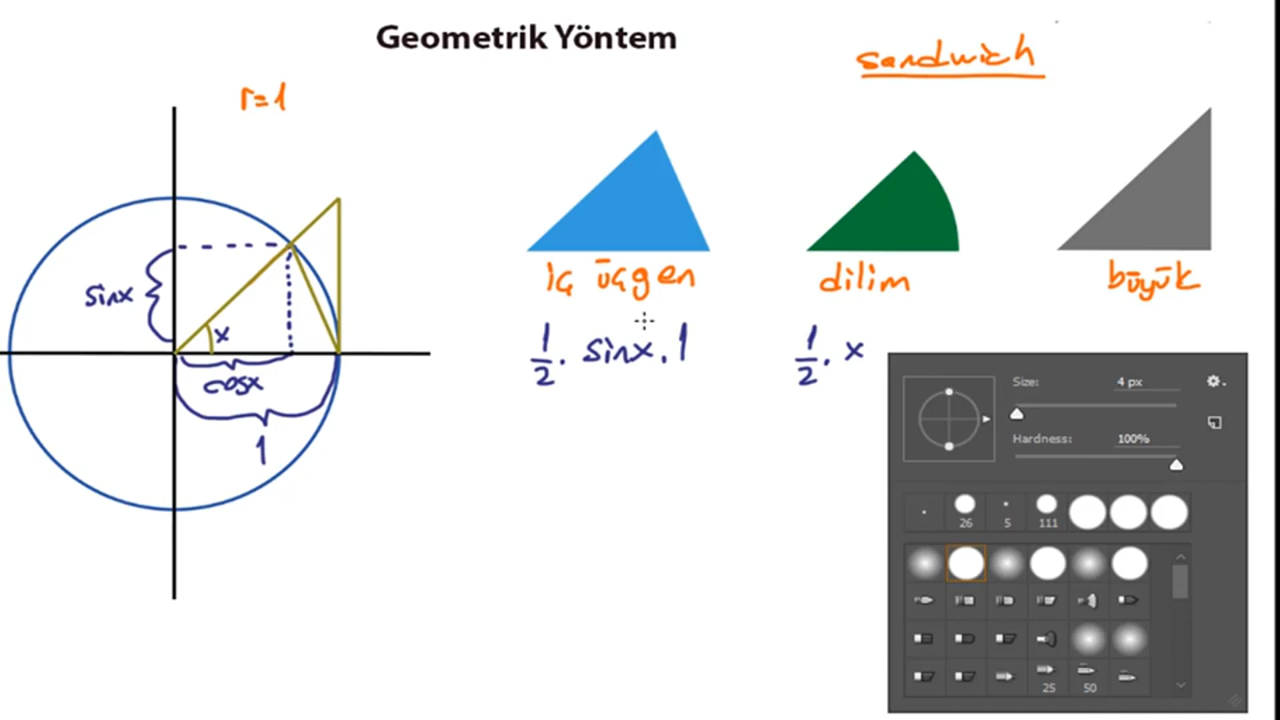 Geometrik Yöntem
sandwich
r=1
iç üçgen
dilim
büyük
sinx
x
cosx
1
1/2 . sinx . 1
1/2 . x
Size: 4 px
Hardness: 100%
26 5 111
25 50